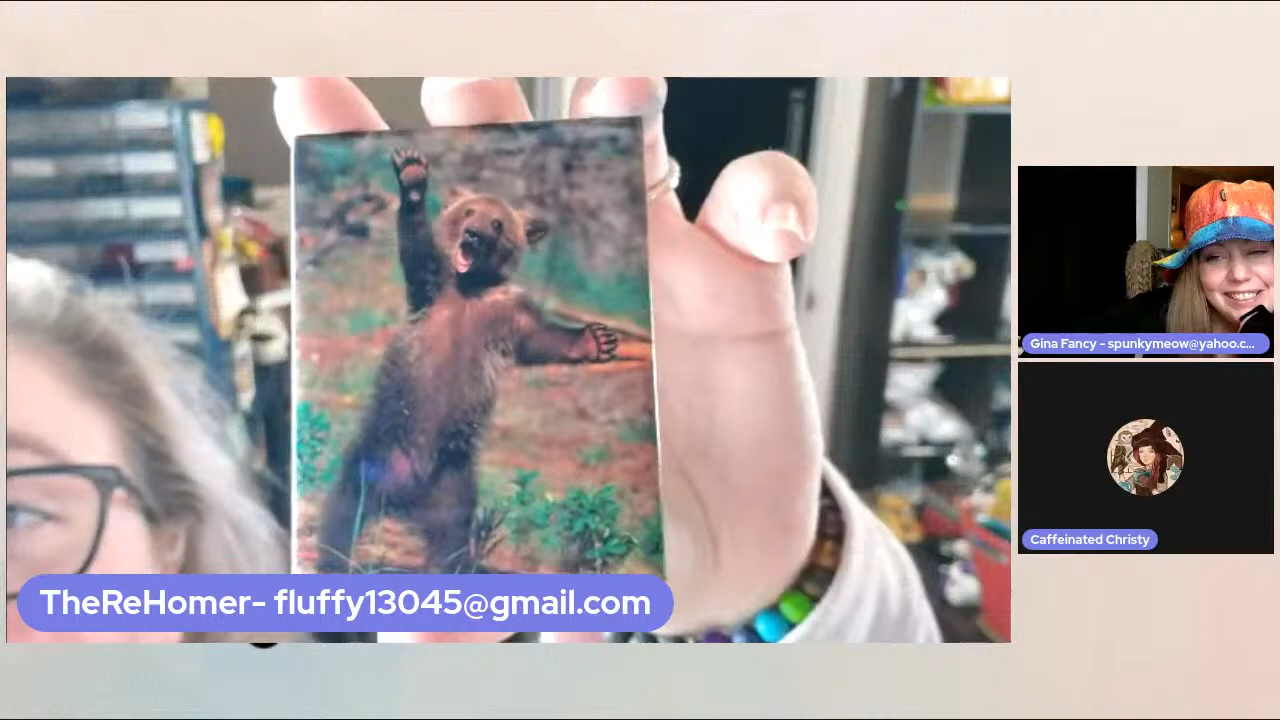 TheReHomer- fluffy13045@gmail.com
Gina Fancy - spunkymeow@yahoo.c...
Caffeinated Christy